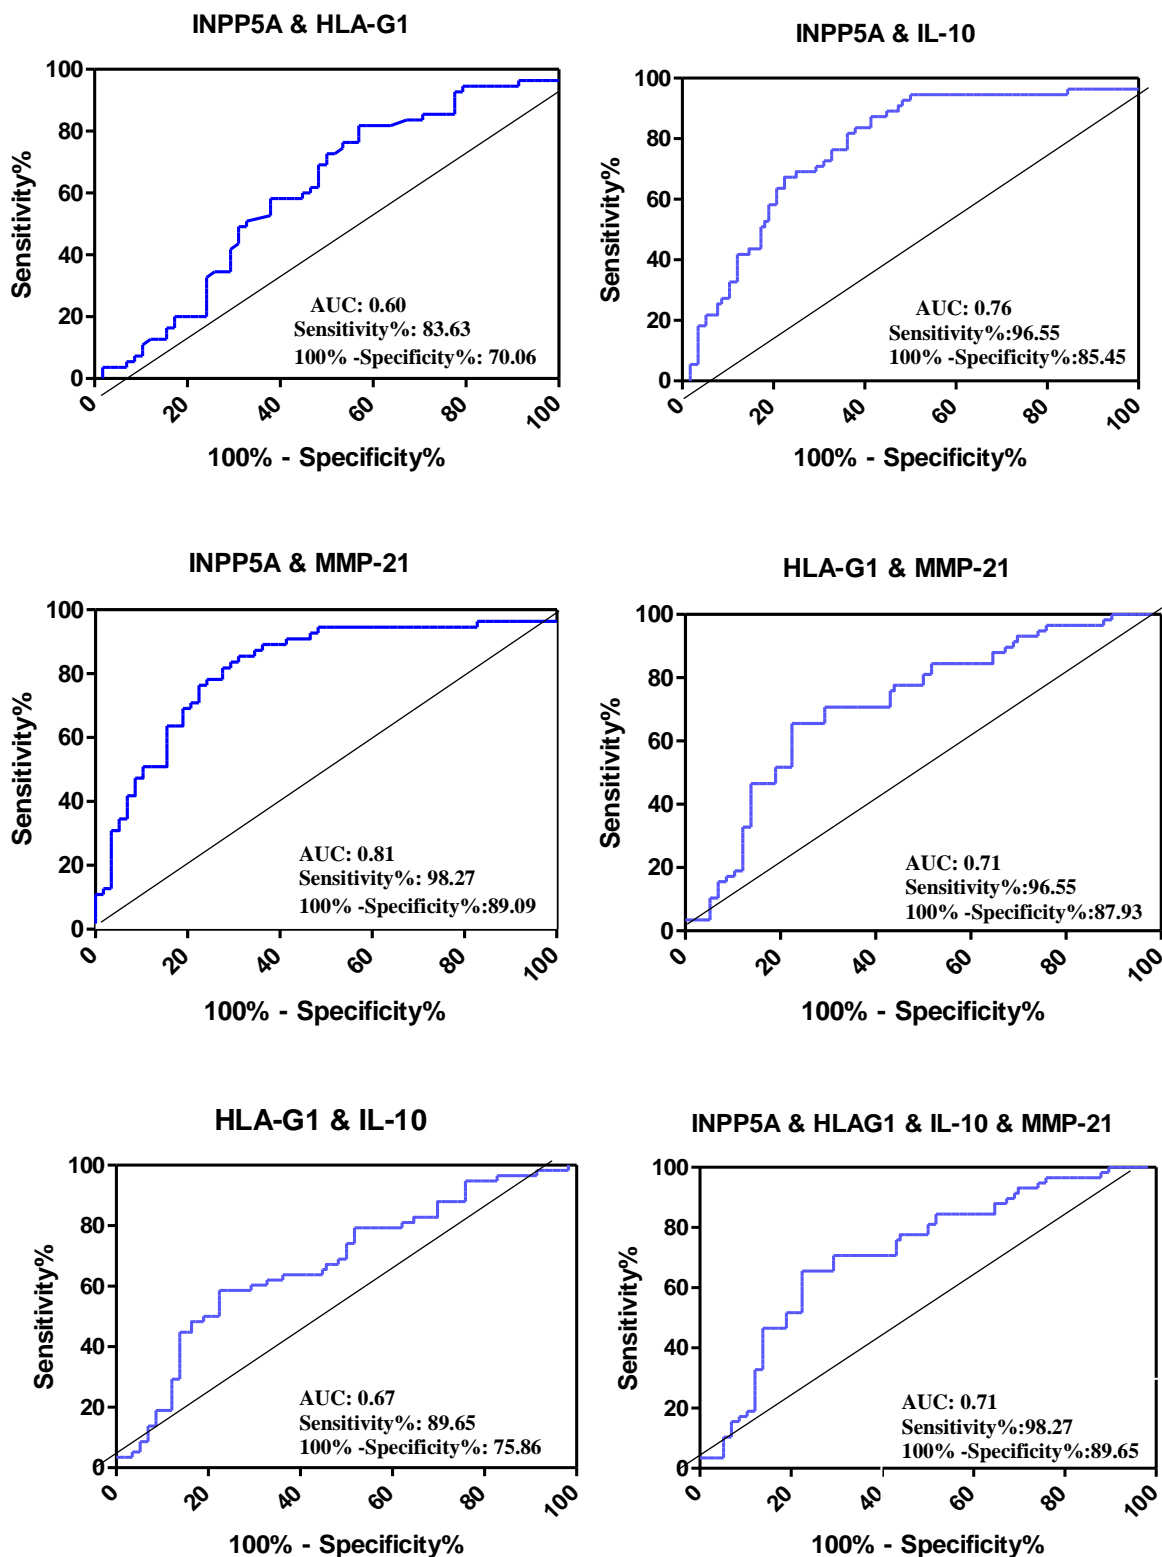 INPP5A & HLA-G1
100
80
60
40
20
0
Sensitivity%
AUC: 0.60
Sensitivity%: 83.63
100% -Specificity%: 70.06
0 20 40 60 80 100
100% - Specificity%
INPP5A & IL-10
100
80
60
40
20
0
Sensitivity%
AUC: 0.76
Sensitivity%:96.55
100% -Specificity%:85.45
0 20 40 60 80 100
100% - Specificity%
INPP5A & MMP-21
100
80
60
40
20
0
Sensitivity%
AUC: 0.81
Sensitivity%: 98.27
100% -Specificity%:89.09
0 20 40 60 80 100
100% - Specificity%
HLA-G1 & MMP-21
100
80
60
40
20
0
Sensitivity%
AUC: 0.71
Sensitivity%:96.55
100% -Specificity%:87.93
0 20 40 60 80 100
100% - Specificity%
HLA-G1 & IL-10
100
80
60
40
20
0
Sensitivity%
AUC: 0.67
Sensitivity%: 89.65
100% -Specificity%: 75.86
0 20 40 60 80 100
100% - Specificity%
INPP5A & HLAG1 & IL-10 & MMP-21
100
80
60
40
20
0
Sensitivity%
AUC: 0.71
Sensitivity%:98.27
100% -Specificity%:89.65
0 20 40 60 80 100
100% - Specificity%